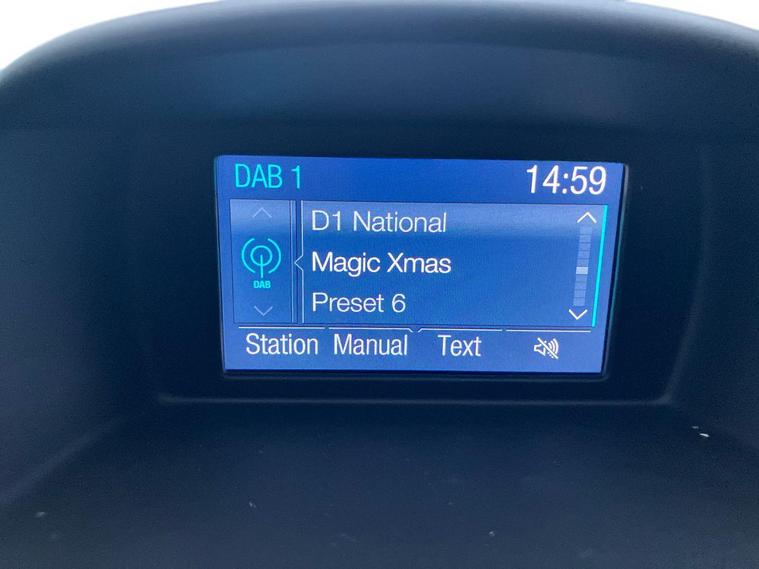 DAB 1 14:59
D1 National
Magic Xmas
DAB
Preset 6
Station Manual Text